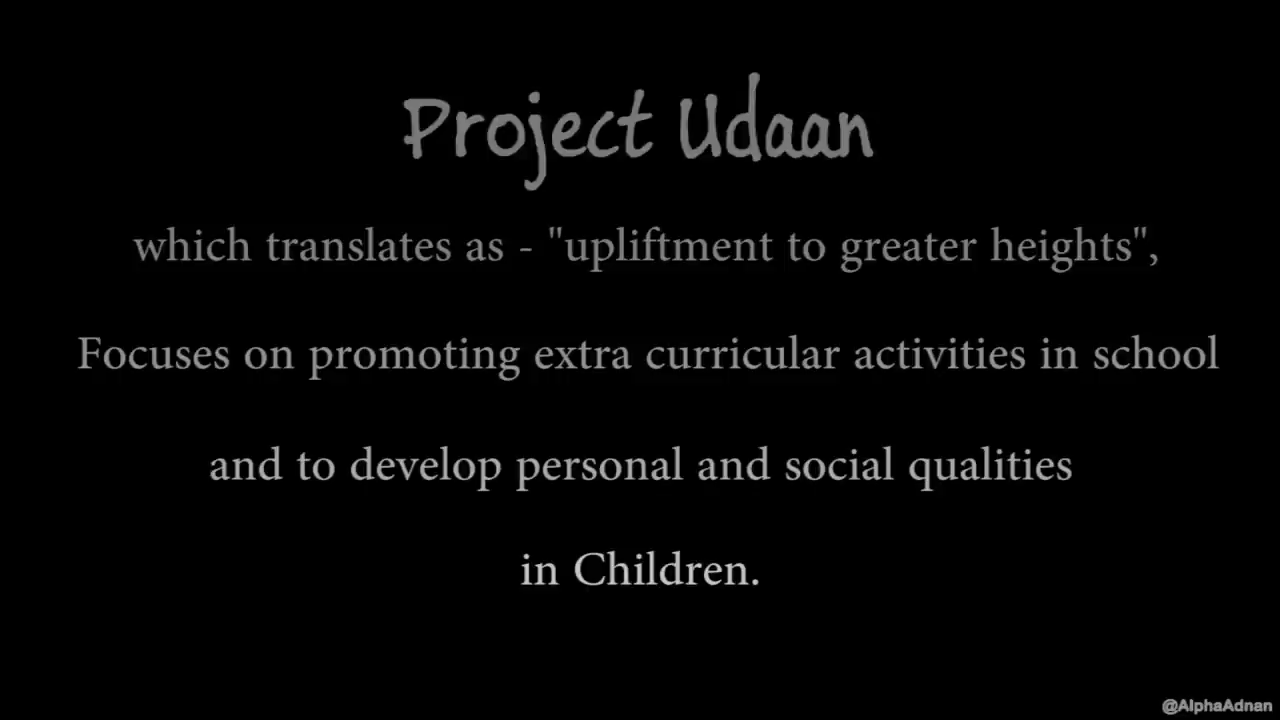 Project Udaan
which translates as - "upliftment to greater heights",
Focuses on promoting extra curricular activities in school
and to develop personal and social qualities
in Children.
@AlphaAdnan